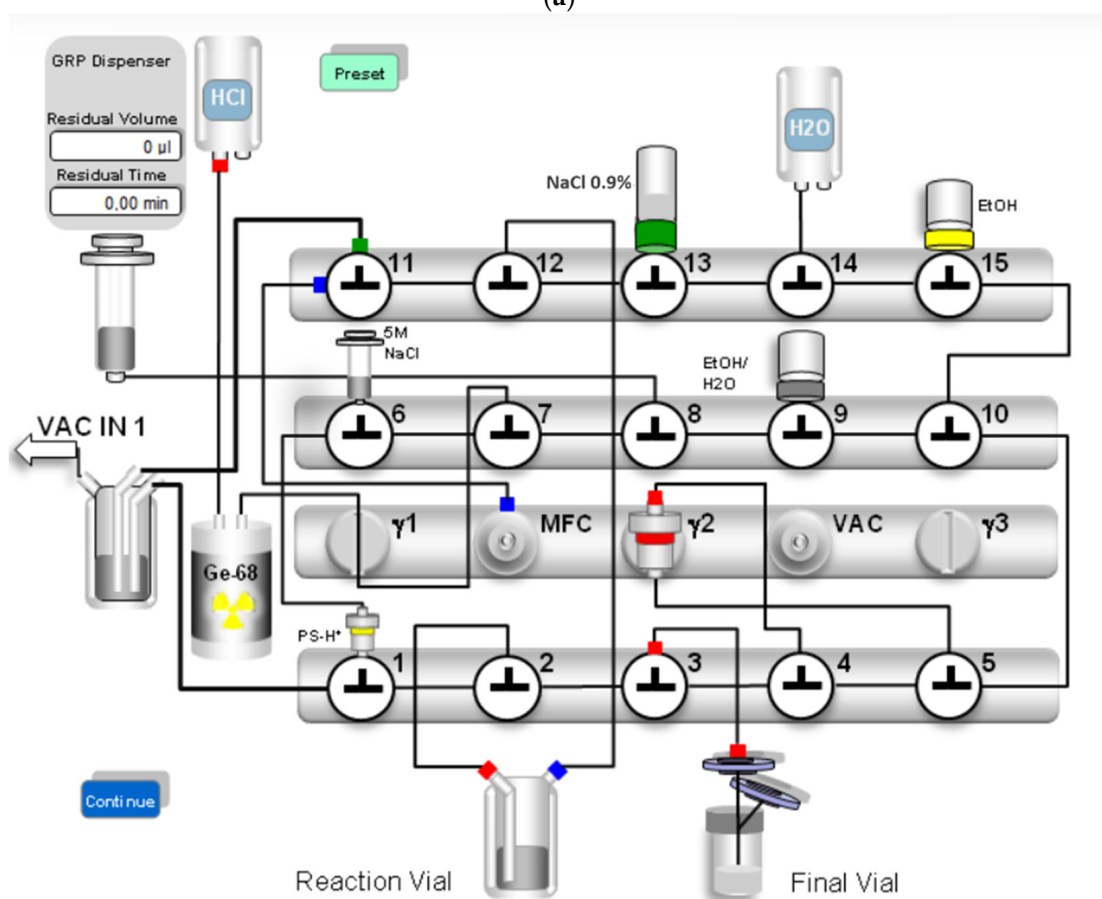 (a)
GRP Dispenser
Residual Volume
0 µl
Residual Time
0,00 min
HCl
Preset
H2O
NaCl 0.9%
EtOH
11
12
13
14
15
5M
NaCl
EtOH/
H2O
VAC IN 1
6
7
8
9
10
γ1
MFC
γ2
VAC
γ3
Ge-68
PS-H⁺
1
2
3
4
5
Continue
Reaction Vial
Final Vial